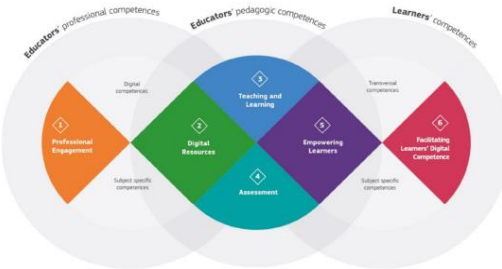 Educators' professional competences
Educators' pedagogic competences
Learners' competences
Digital
competences
3
Teaching and
Learning
Transversal
competences
1
Professional
Engagement
2
Digital
Resources
5
Empowering
Learners
6
Facilitating
Learners' Digital
Competence
4
Assessment
Subject specific
competences
Subject specific
competences